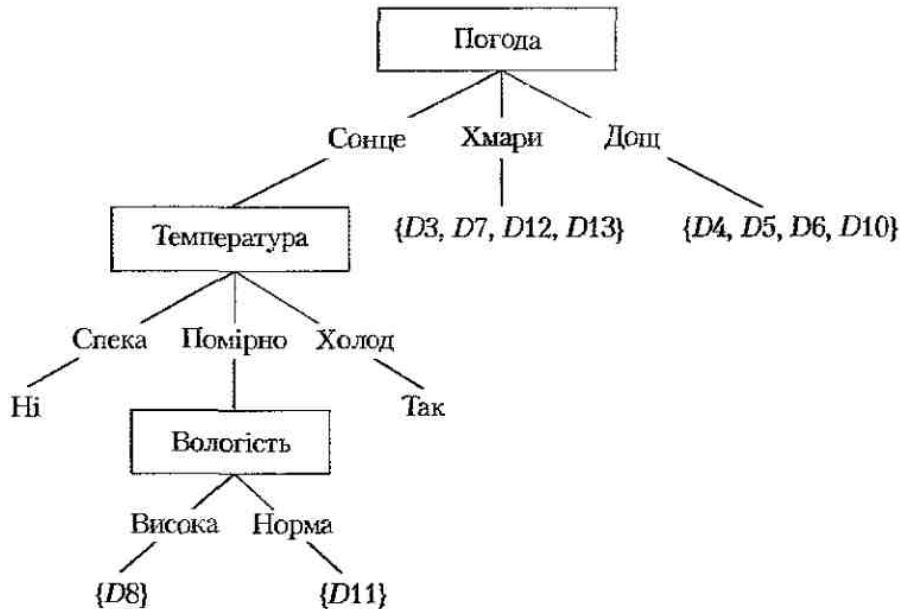 Погода
Сонце Хмари Дощ
Температура {D3, D7, D12, D13} {D4, D5, D6, D10}
Спека Помірно Холод
Ні Так
Вологість
Висока Норма
{D8} {D11}